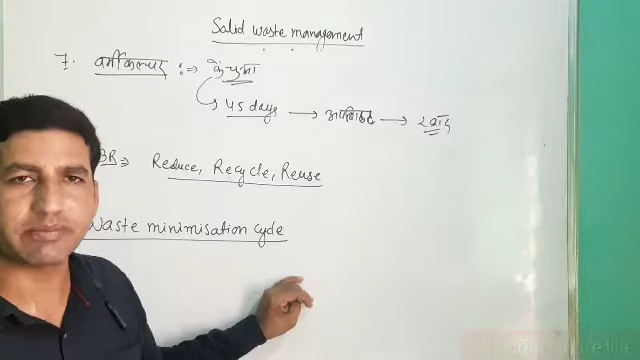 Solid waste management
7. वर्मीकल्चर :⇒ केंचुआ
45 days → अपशिष्ट → खाद
3R ⇒ Reduce, Recycle, Reuse
Waste minimisation cycle